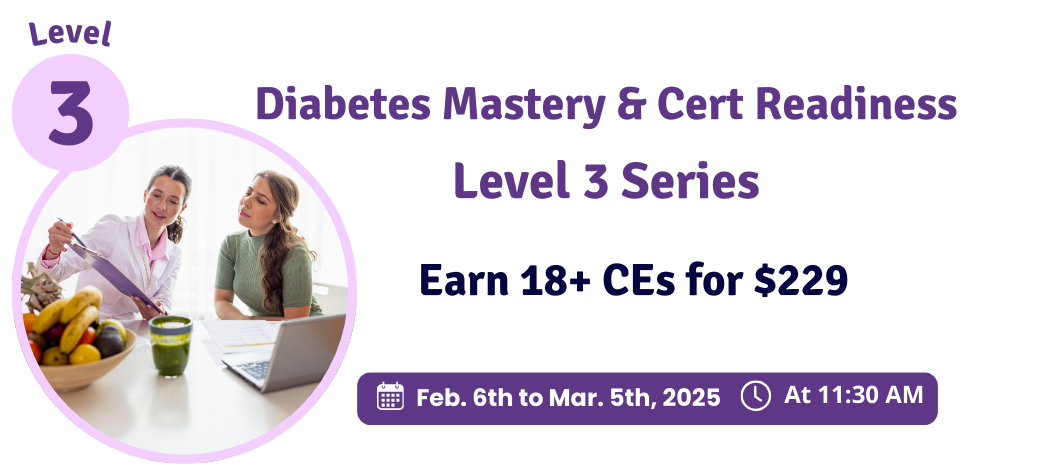 Level
3
Diabetes Mastery & Cert Readiness
Level 3 Series
Earn 18+ CEs for $229
Feb. 6th to Mar. 5th, 2025 At 11:30 AM